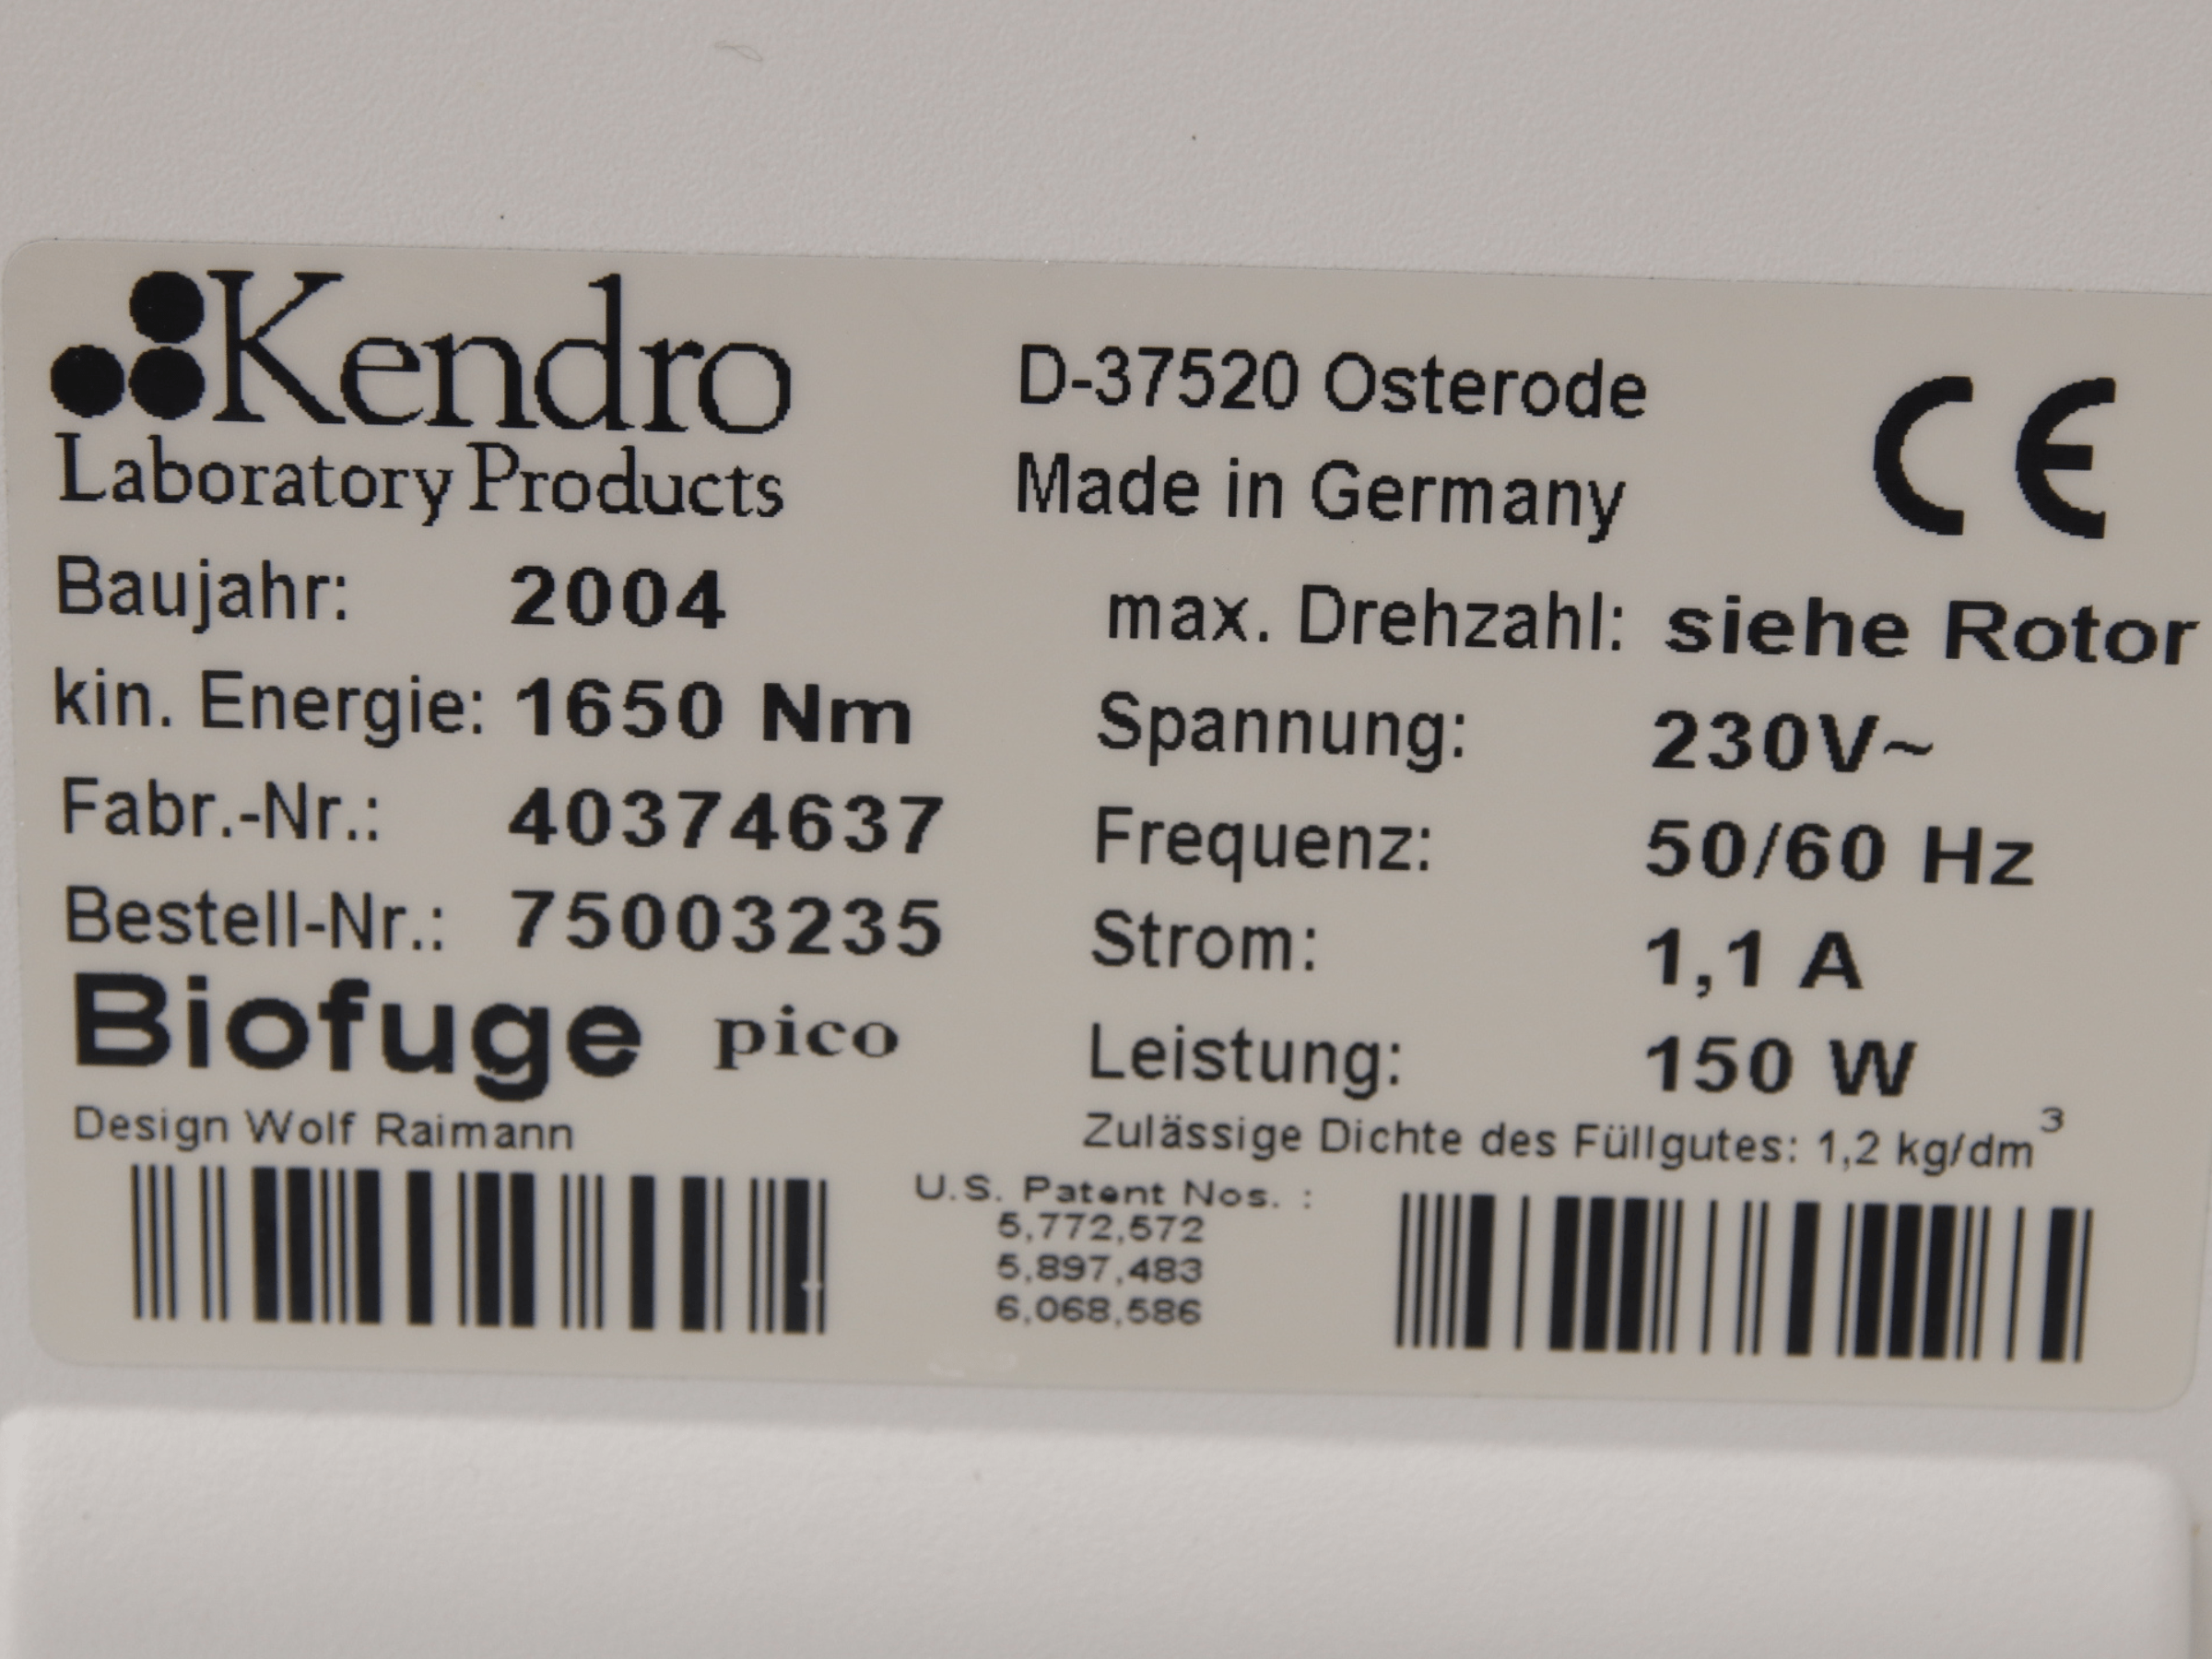 Kendro
Laboratory Products
D-37520 Osterode
Made in Germany
CE
Baujahr: 2004
kin. Energie: 1650 Nm
Fabr.-Nr.: 40374637
Bestell-Nr.: 75003235
Biofuge pico
Design Wolf Raimann
max. Drehzahl: siehe Rotor
Spannung: 230V~
Frequenz: 50/60 Hz
Strom: 1,1 A
Leistung: 150 W
Zulässige Dichte des Füllgutes: 1,2 kg/dm³
U.S. Patent Nos. :
5,772,572
5,897,483
6,068,586